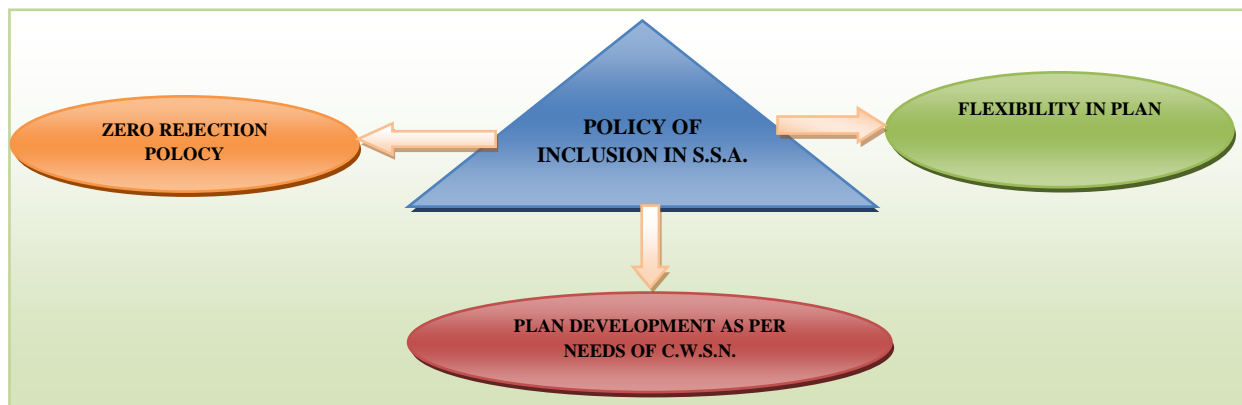 ZERO REJECTION
POLOCY
POLICY OF
INCLUSION IN S.S.A.
FLEXIBILITY IN PLAN
PLAN DEVELOPMENT AS PER
NEEDS OF C.W.S.N.